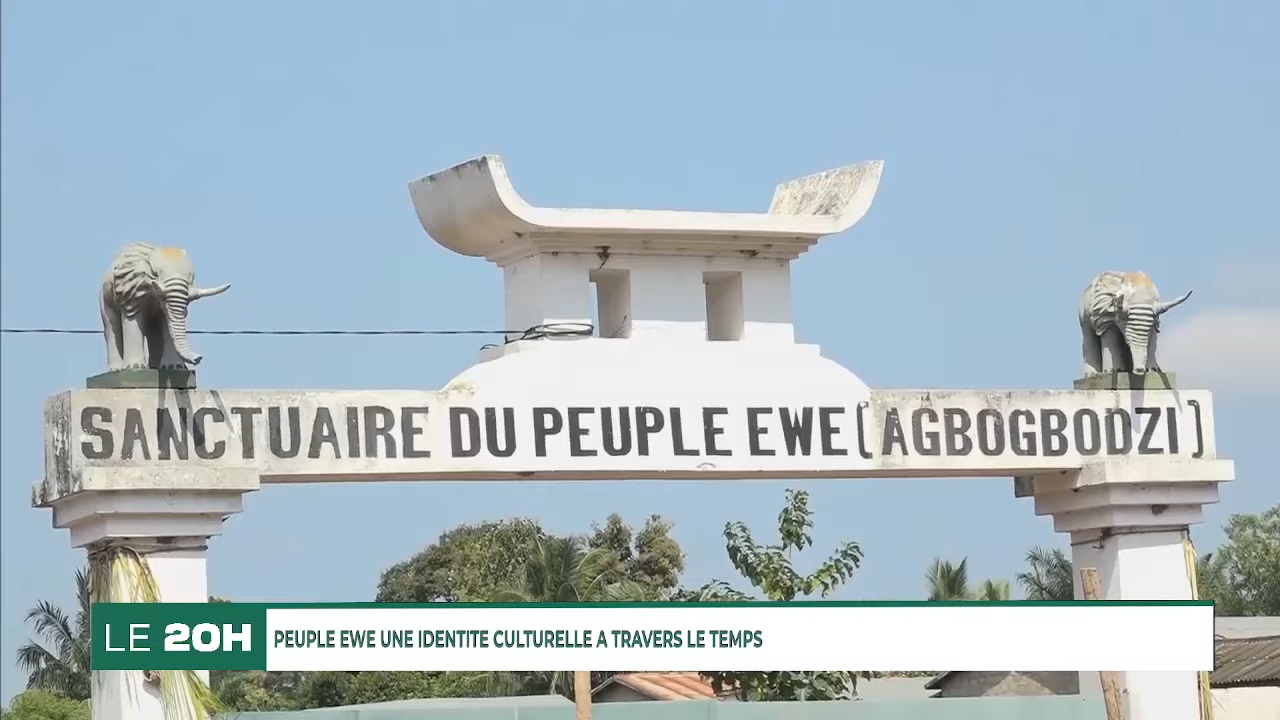 SANCTUAIRE DU PEUPLE EWE (AGBOGBODZI)
LE 20H
PEUPLE EWE UNE IDENTITE CULTURELLE A TRAVERS LE TEMPS